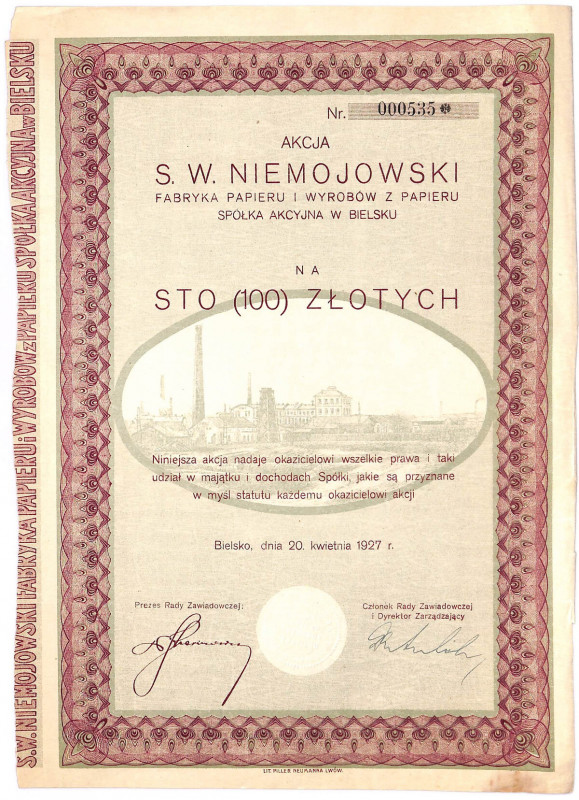 S.W. NIEMOJOWSKI FABRYKA PAPIERU i WYROBÓW z PAPIERU SPÓŁKA AKCYJNA w BIELSKU
Nr. 000535
AKCJA
S. W. NIEMOJOWSKI
FABRYKA PAPIERU I WYROBÓW Z PAPIERU
SPÓŁKA AKCYJNA W BIELSKU
NA
STO (100) ZŁOTYCH
Niniejsza akcja nadaje okazicielowi wszelkie prawa i taki
udział w majątku i dochodach Spółki, jakie są przyznane
w myśl statutu każdemu okazicielowi akcji
Bielsko, dnia 20. kwietnia 1927 r.
Prezes Rady Zawiadowczej:
Członek Rady Zawiadowczej
i Dyrektor Zarządzający
LIT. PILLER NEUMANNA LWÓW.